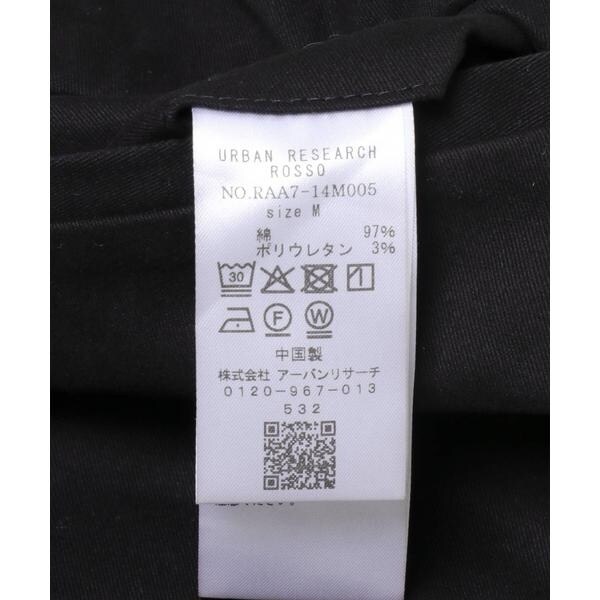 URBAN RESEARCH
ROSSO
NO.RAA7-14M005
size M
綿 97%
ポリウレタン 3%
30
F W
中国製
株式会社 アーバンリサーチ
0120-967-013
532